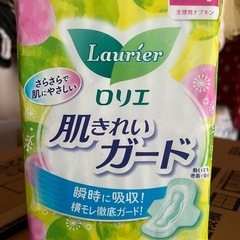 生理用ナプキン
Laurier
さらさらで
肌にやさしい
ロリエ
肌きれい
ガード
瞬時に吸収!
横モレ徹底ガード!